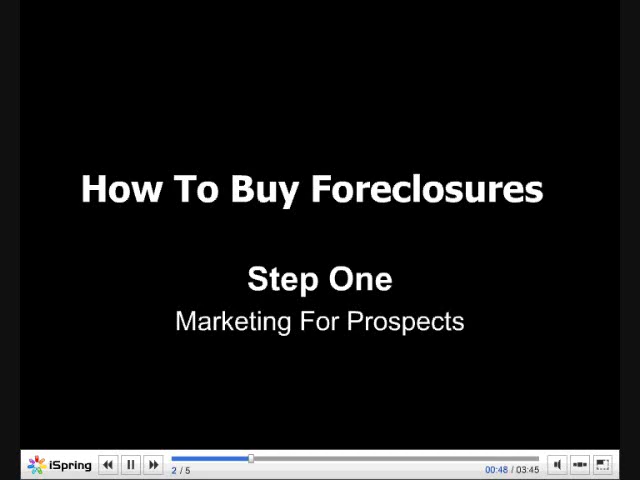 How To Buy Foreclosures
Step One
Marketing For Prospects
iSpring
2 / 5
00:48 / 03:45